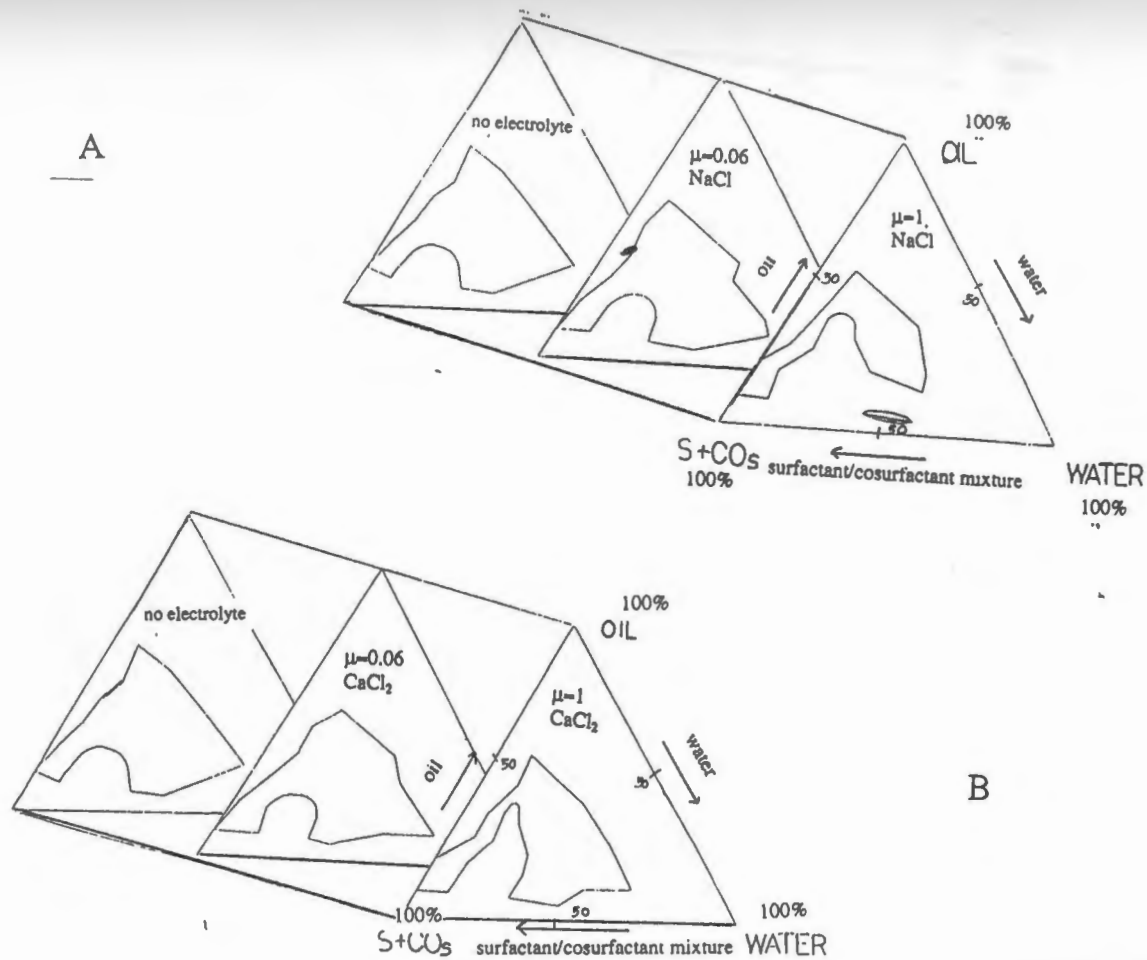 A
no electrolyte
μ=0.06
NaCl
100%
OIL
μ=1.
NaCl
oil
50
water
50
50
S+COs
surfactant/cosurfactant mixture
100%
WATER
100%
no electrolyte
μ=0.06
CaCl₂
100%
OIL
μ=1
CaCl₂
oil
50
water
50
B
100%
50
100%
S+COs
surfactant/cosurfactant mixture
WATER